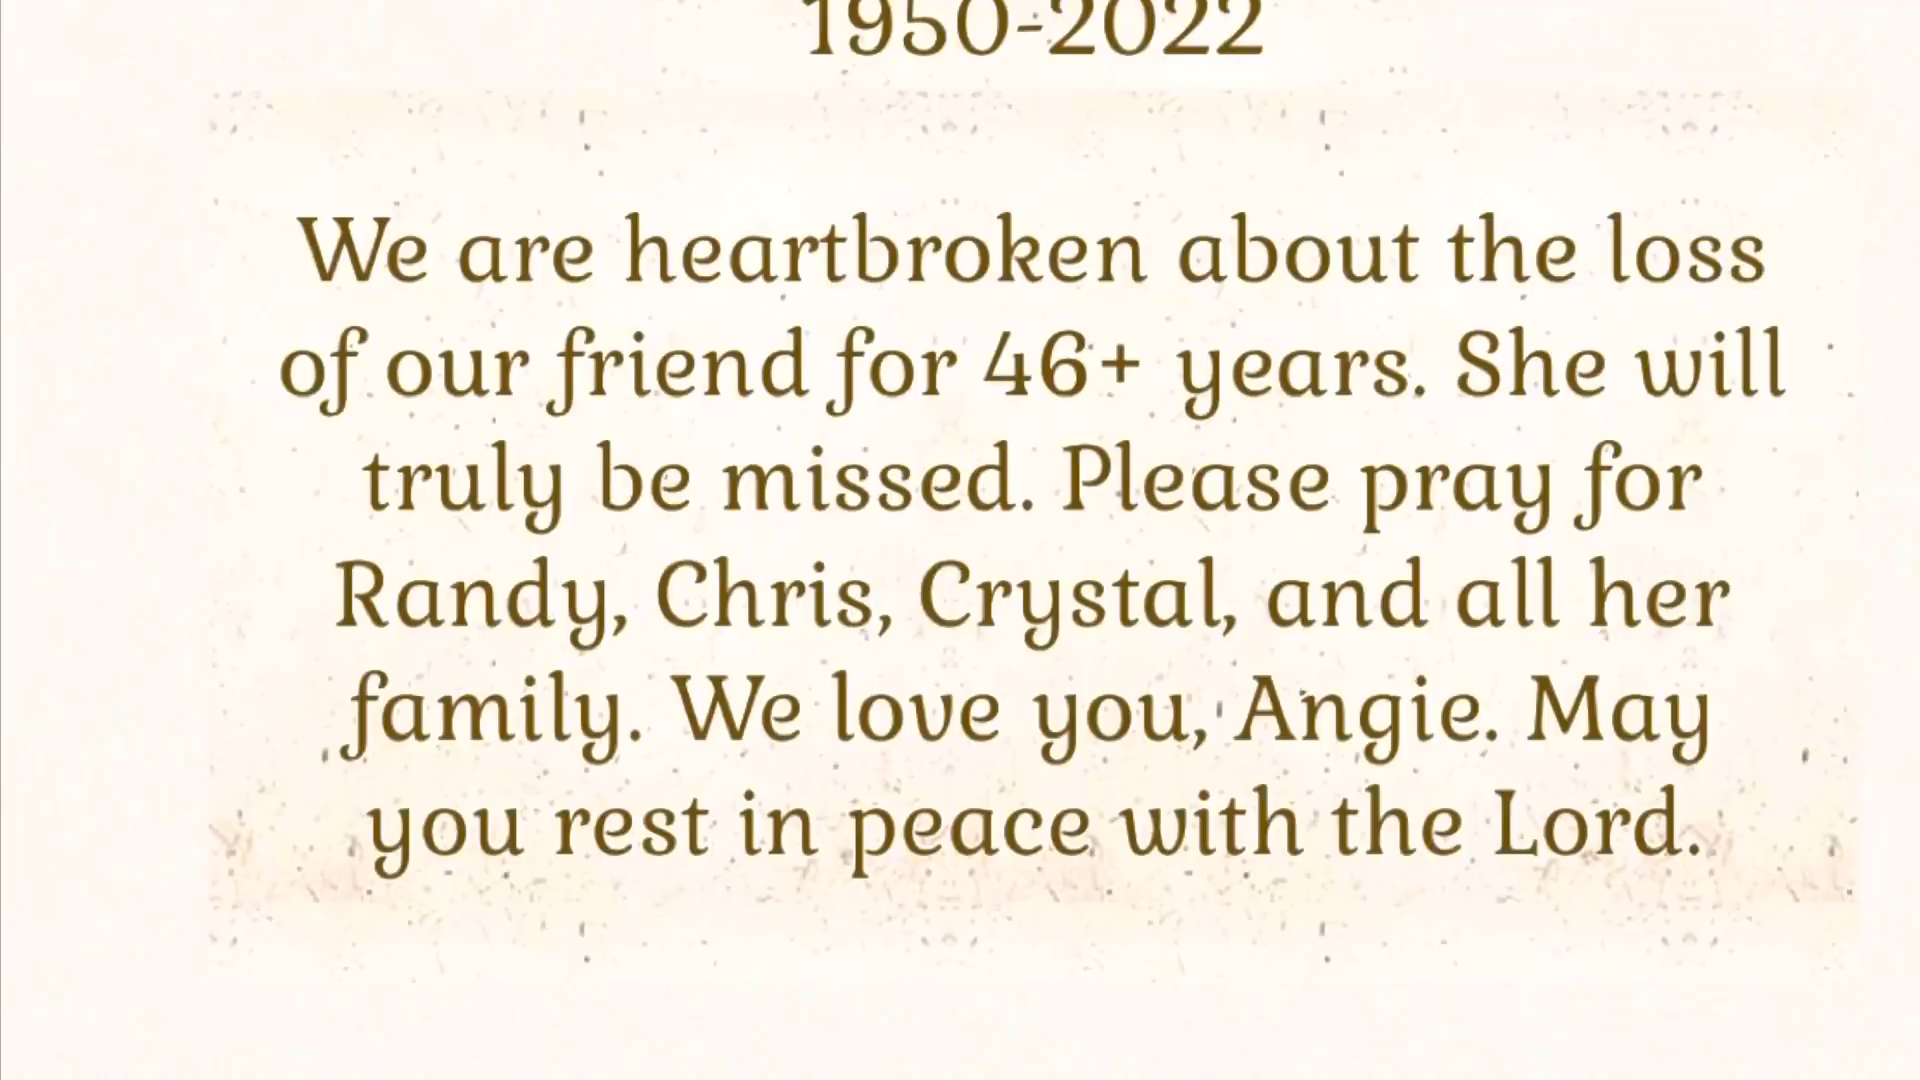 1950-2022
We are heartbroken about the loss
of our friend for 46+ years. She will
truly be missed. Please pray for
Randy, Chris, Crystal, and all her
family. We love you, Angie. May
you rest in peace with the Lord.